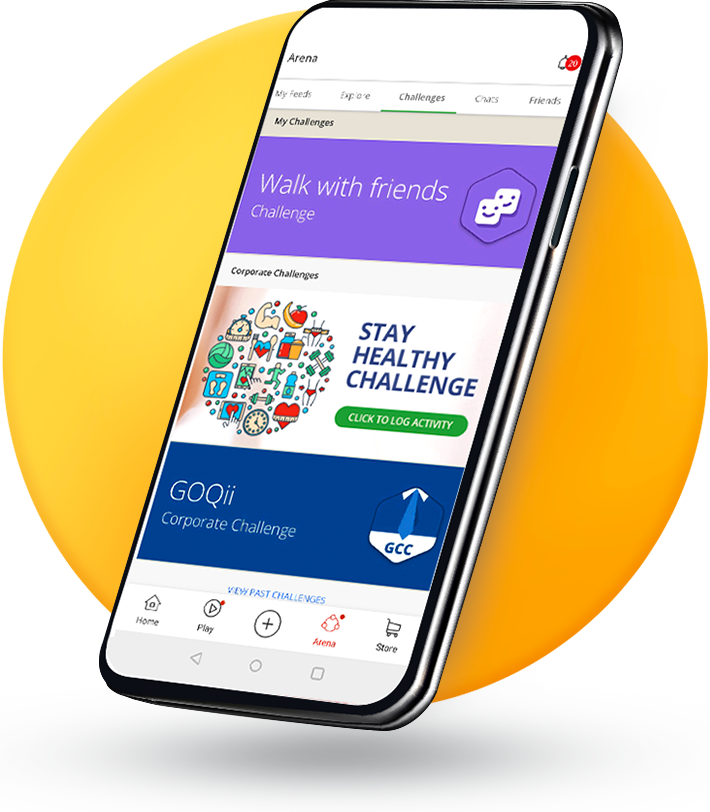 Arena
20
My Feeds Explore Challenges Chats Friends
My Challenges
Walk with friends
Challenge
Corporate Challenges
STAY
HEALTHY
CHALLENGE
CLICK TO LOG ACTIVITY
GOQii
Corporate Challenge
GCC
VIEW PAST CHALLENGES
Home Play Arena Store